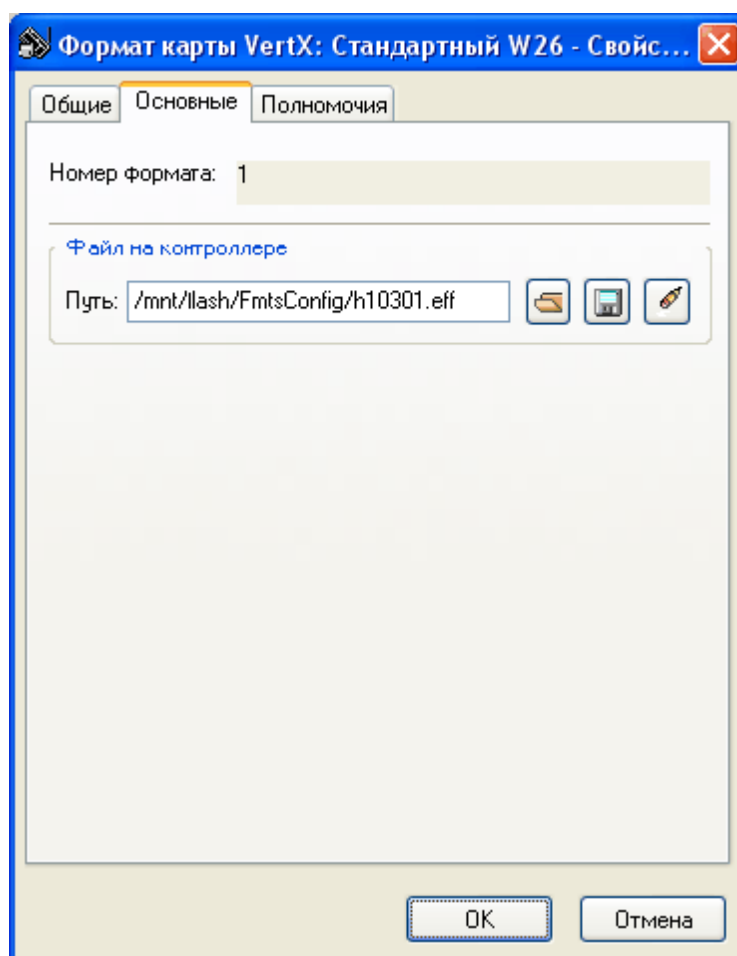 Формат карты VertX: Стандартный W26 - Свойс...
Общие Основные Полномочия
Номер формата: 1
Файл на контроллере
Путь: /mnt/flash/FmtsConfig/h10301.eff
OK Отмена